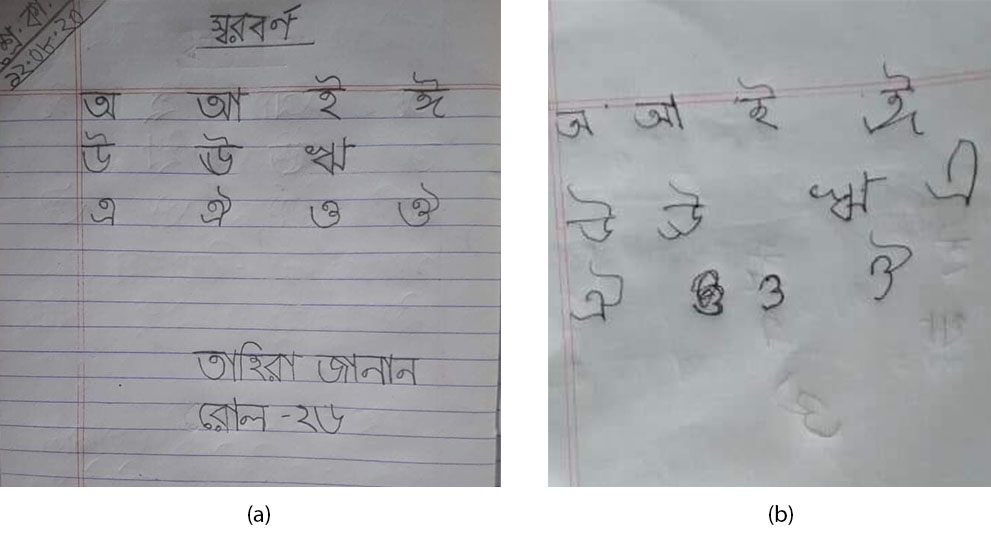 শ্রে. কা.
২২.০৮.২০
স্বরবর্ণ
অ আ ই ঈ
উ ঊ ঋ
এ ঐ ও ঔ
তাহিরা জানান
রোল -২৬
(a)
অ আ ই ঈ
উ ঊ ঋ এ
ঐ ও ঔ
(b)